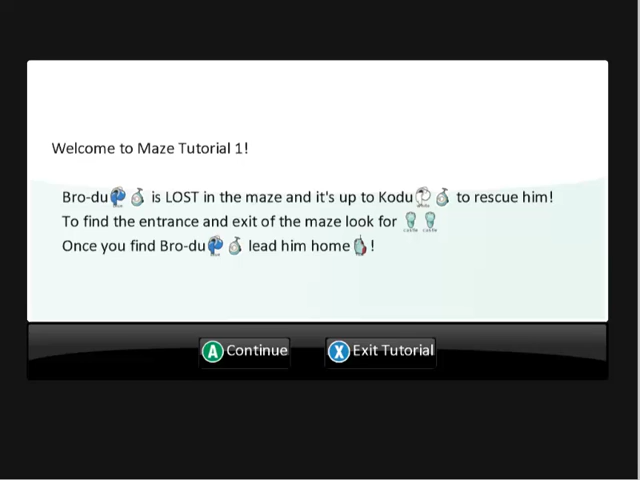 Welcome to Maze Tutorial 1!
Bro-du is LOST in the maze and it's up to Kodu to rescue him!
To find the entrance and exit of the maze look for
Once you find Bro-du lead him home !
A Continue X Exit Tutorial